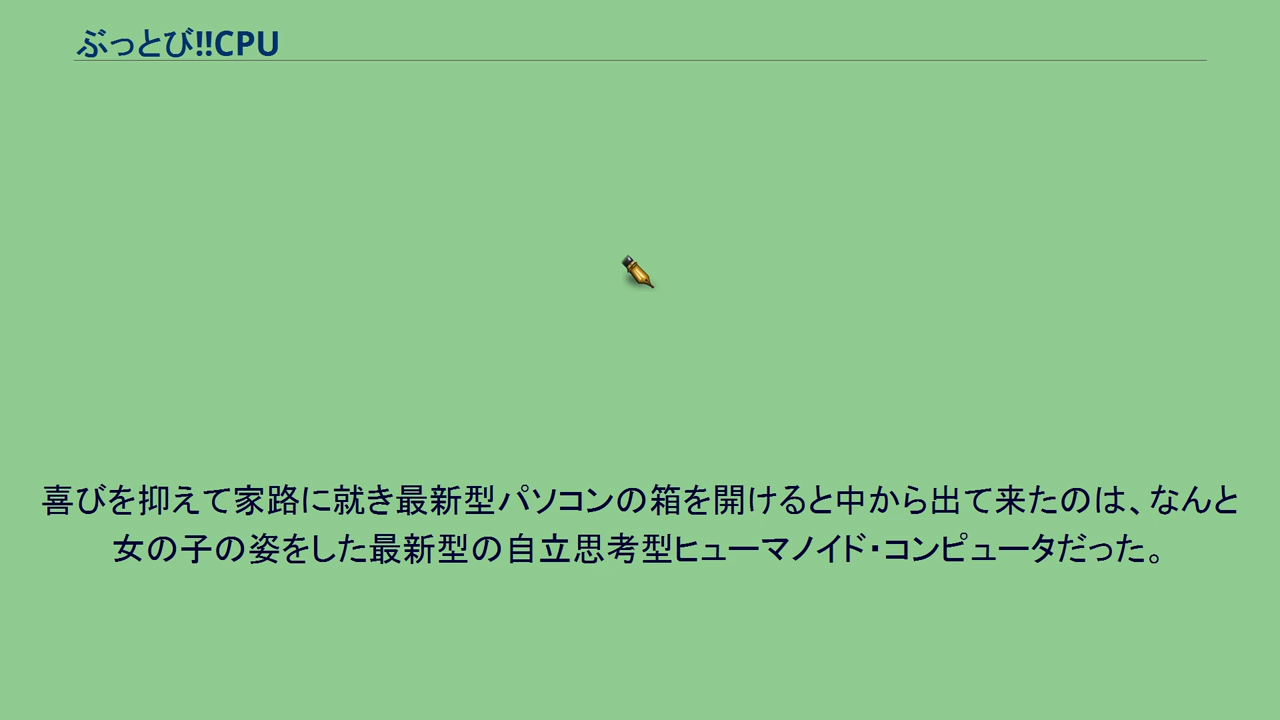 ぶっとび!!CPU
喜びを抑えて家路に就き最新型パソコンの箱を開けると中から出て来たのは、なんと
女の子の姿をした最新型の自立思考型ヒューマノイド・コンピュータだった。